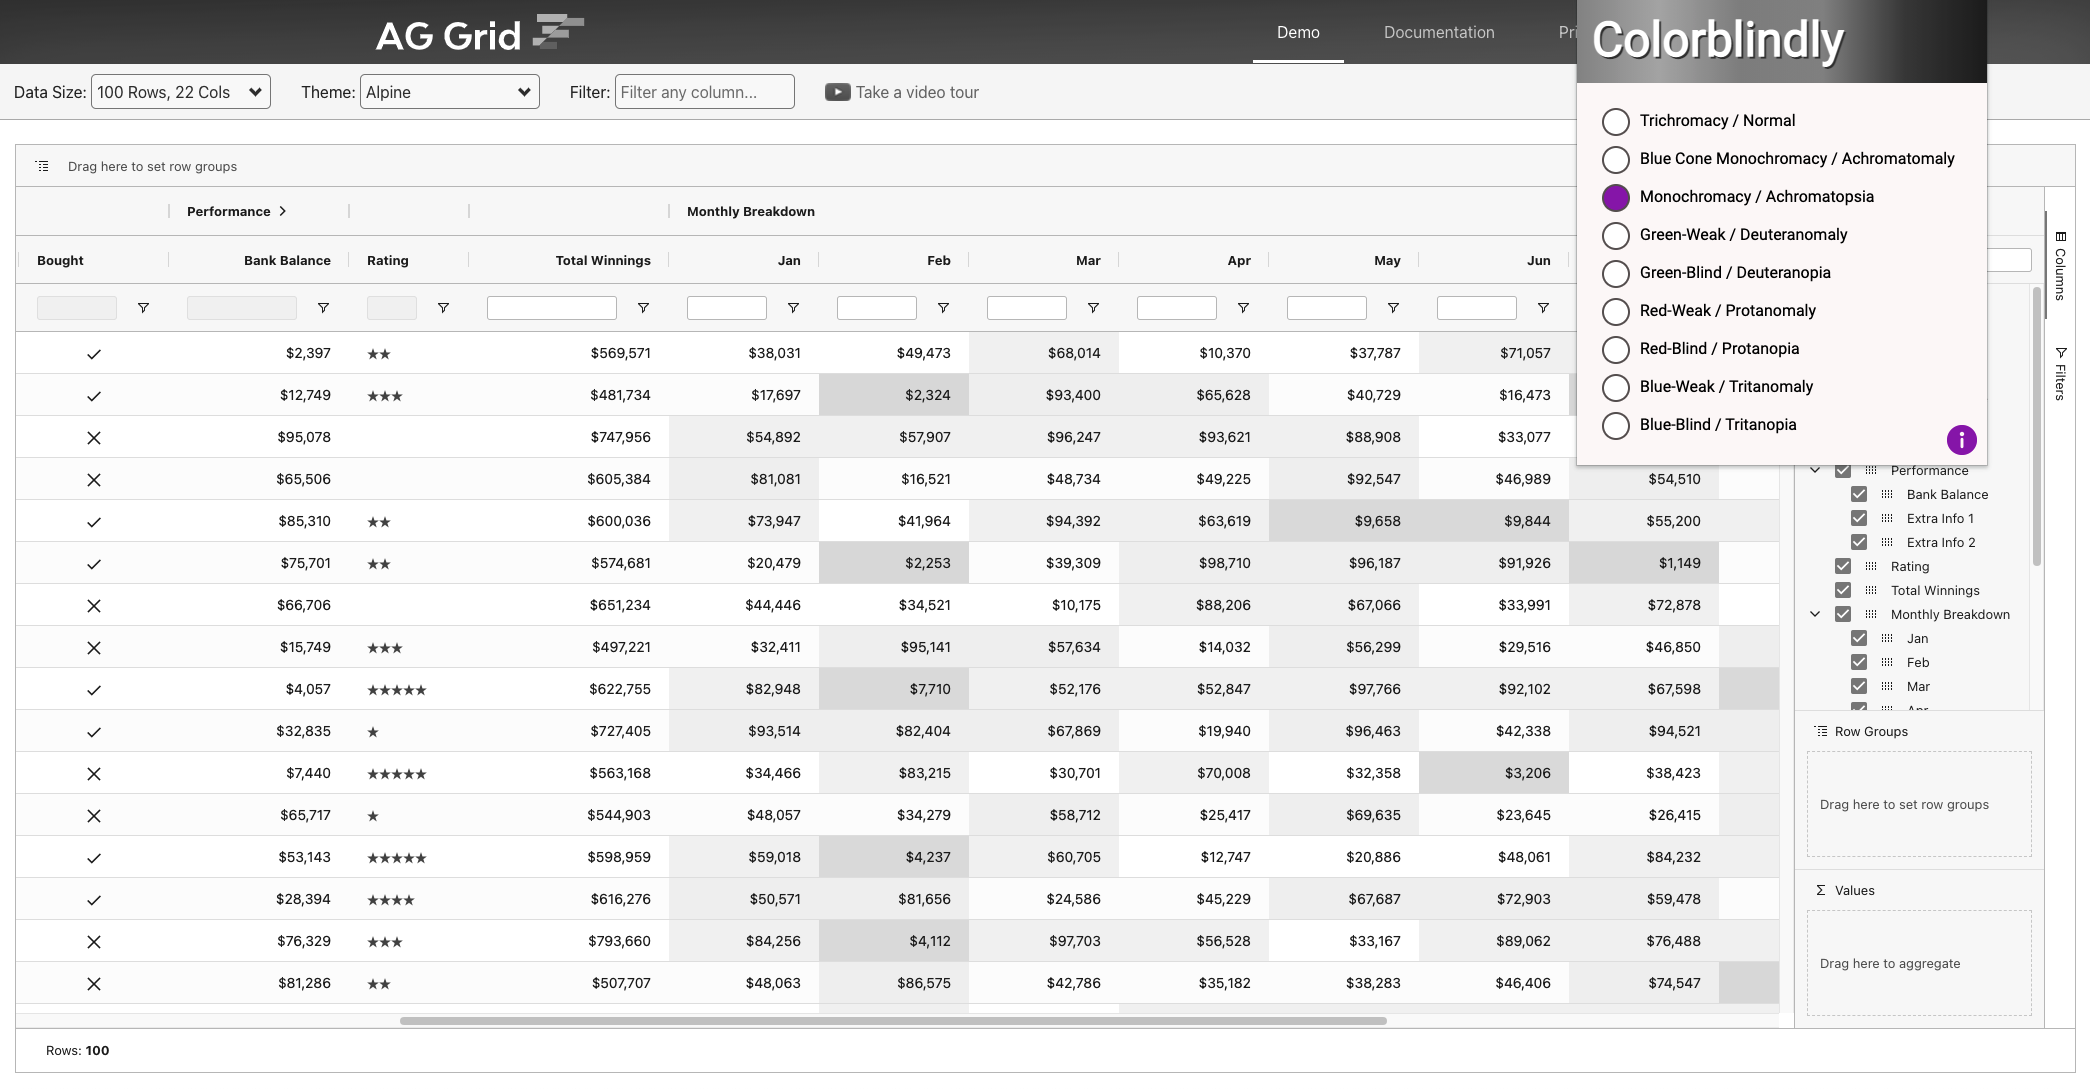 AG Grid
Demo Documentation
Colorblindly
Data Size: 100 Rows, 22 Cols Theme: Alpine Filter: Filter any column... Take a video tour
Trichromacy / Normal
Blue Cone Monochromacy / Achromatomaly
Monochromacy / Achromatopsia
Green-Weak / Deuteranomaly
Green-Blind / Deuteranopia
Red-Weak / Protanomaly
Red-Blind / Protanopia
Blue-Weak / Tritanomaly
Blue-Blind / Tritanopia
i
Drag here to set row groups
Performance Monthly Breakdown
Bought Bank Balance Rating Total Winnings Jan Feb Mar Apr May Jun
$2,397 ★★ $569,571 $38,031 $49,473 $68,014 $10,370 $37,787 $71,057
$12,749 ★★★ $481,734 $17,697 $2,324 $93,400 $65,628 $40,729 $16,473
$95,078 $747,956 $54,892 $57,907 $96,247 $93,621 $88,908 $33,077
$65,506 $605,384 $81,081 $16,521 $48,734 $49,225 $92,547 $46,989 $54,510
$85,310 ★★ $600,036 $73,947 $41,964 $94,392 $63,619 $9,658 $9,844 $55,200
$75,701 ★★ $574,681 $20,479 $2,253 $39,309 $98,710 $96,187 $91,926 $1,149
$66,706 $651,234 $44,446 $34,521 $10,175 $88,206 $67,066 $33,991 $72,878
$15,749 ★★★ $497,221 $32,411 $95,141 $57,634 $14,032 $56,299 $29,516 $46,850
$4,057 ★★★★★ $622,755 $82,948 $7,710 $52,176 $52,847 $97,766 $92,102 $67,598
$32,835 ★ $727,405 $93,514 $82,404 $67,869 $19,940 $96,463 $42,338 $94,521
$7,440 ★★★★★ $563,168 $34,466 $83,215 $30,701 $70,008 $32,358 $3,206 $38,423
$65,717 ★ $544,903 $48,057 $34,279 $58,712 $25,417 $69,635 $23,645 $26,415
$53,143 ★★★★★ $598,959 $59,018 $4,237 $60,705 $12,747 $20,886 $48,061 $84,232
$28,394 ★★★★ $616,276 $50,571 $81,656 $24,586 $45,229 $67,687 $72,903 $59,478
$76,329 ★★★ $793,660 $84,256 $4,112 $97,703 $56,528 $33,167 $89,062 $76,488
$81,286 ★★ $507,707 $48,063 $86,575 $42,786 $35,182 $38,283 $46,406 $74,547
Rows: 100
Performance
Bank Balance
Extra Info 1
Extra Info 2
Rating
Total Winnings
Monthly Breakdown
Jan
Feb
Mar
Row Groups
Drag here to set row groups
Σ Values
Drag here to aggregate
Columns
Filters